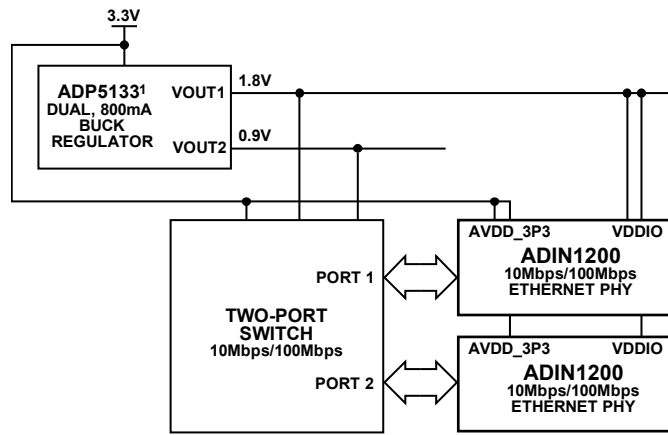 3.3V
ADP5133¹
DUAL, 800mA
BUCK
REGULATOR
VOUT1
1.8V
VOUT2
0.9V
AVDD_3P3
VDDIO
ADIN1200
10Mbps/100Mbps
ETHERNET PHY
PORT 1
TWO-PORT
SWITCH
10Mbps/100Mbps
PORT 2
AVDD_3P3
VDDIO
ADIN1200
10Mbps/100Mbps
ETHERNET PHY